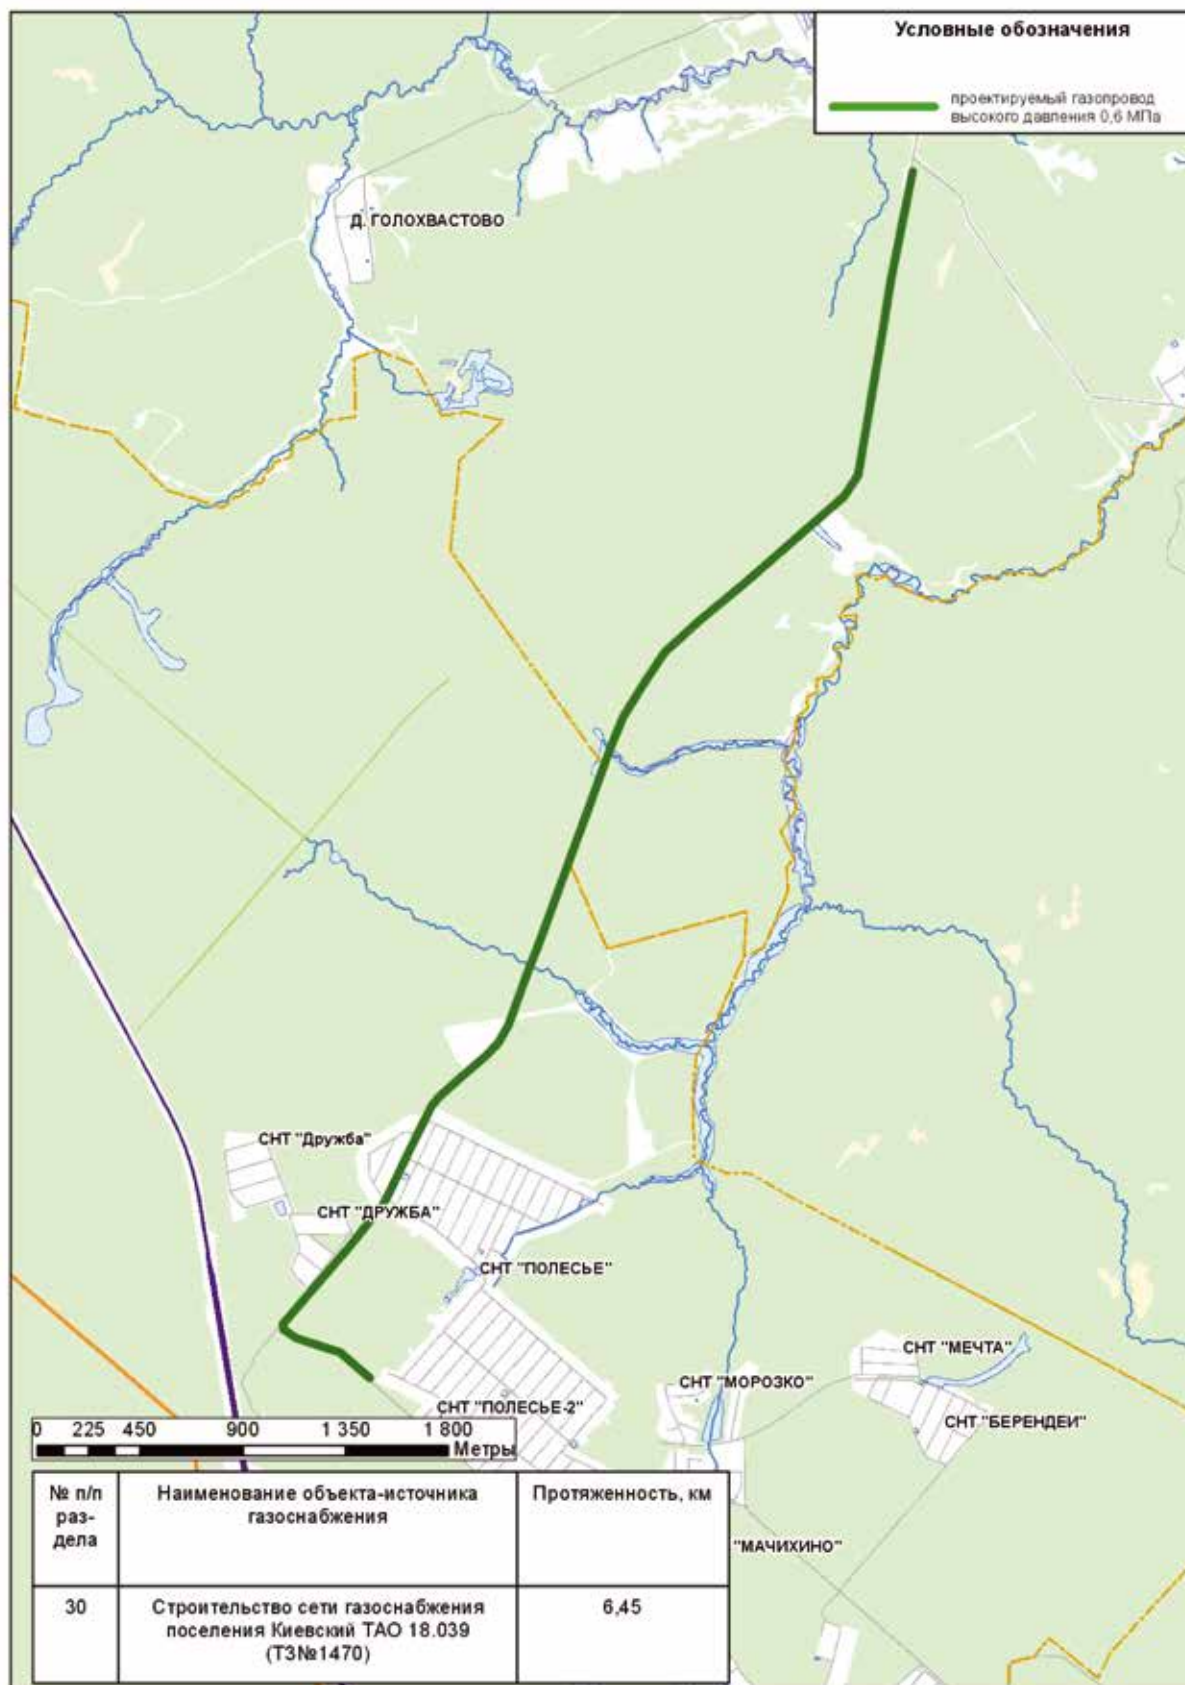 Условные обозначения
проектируемый газопровод
высокого давления 0,6 МПа
Д. ГОЛОХВАСТОВО
СНТ "Дружба"
СНТ "ДРУЖБА"
СНТ "ПОЛЕСЬЕ"
СНТ "МЕЧТА"
СНТ "МОРОЗКО"
СНТ "ПОЛЕСЬЕ-2"
СНТ "БЕРЕНДЕИ"
0 225 450 900 1 350 1 800
Метры
"МАЧИХИНО"
№ п/п
раз-
дела
Наименование объекта-источника
газоснабжения
Протяженность, км
30
Строительство сети газоснабжения
поселения Киевский ТАО 18.039
(ТЗ№1470)
6,45